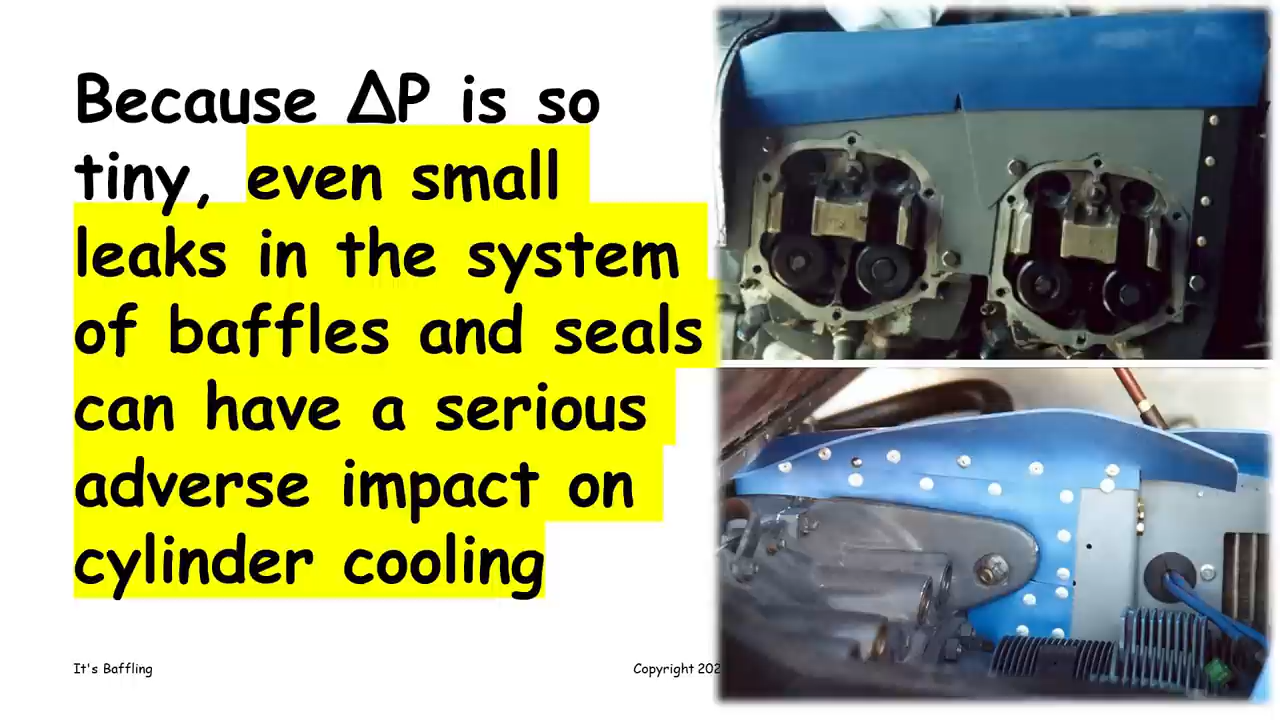 Because ΔP is so
tiny, even small
leaks in the system
of baffles and seals
can have a serious
adverse impact on
cylinder cooling
It's Baffling
Copyright 202